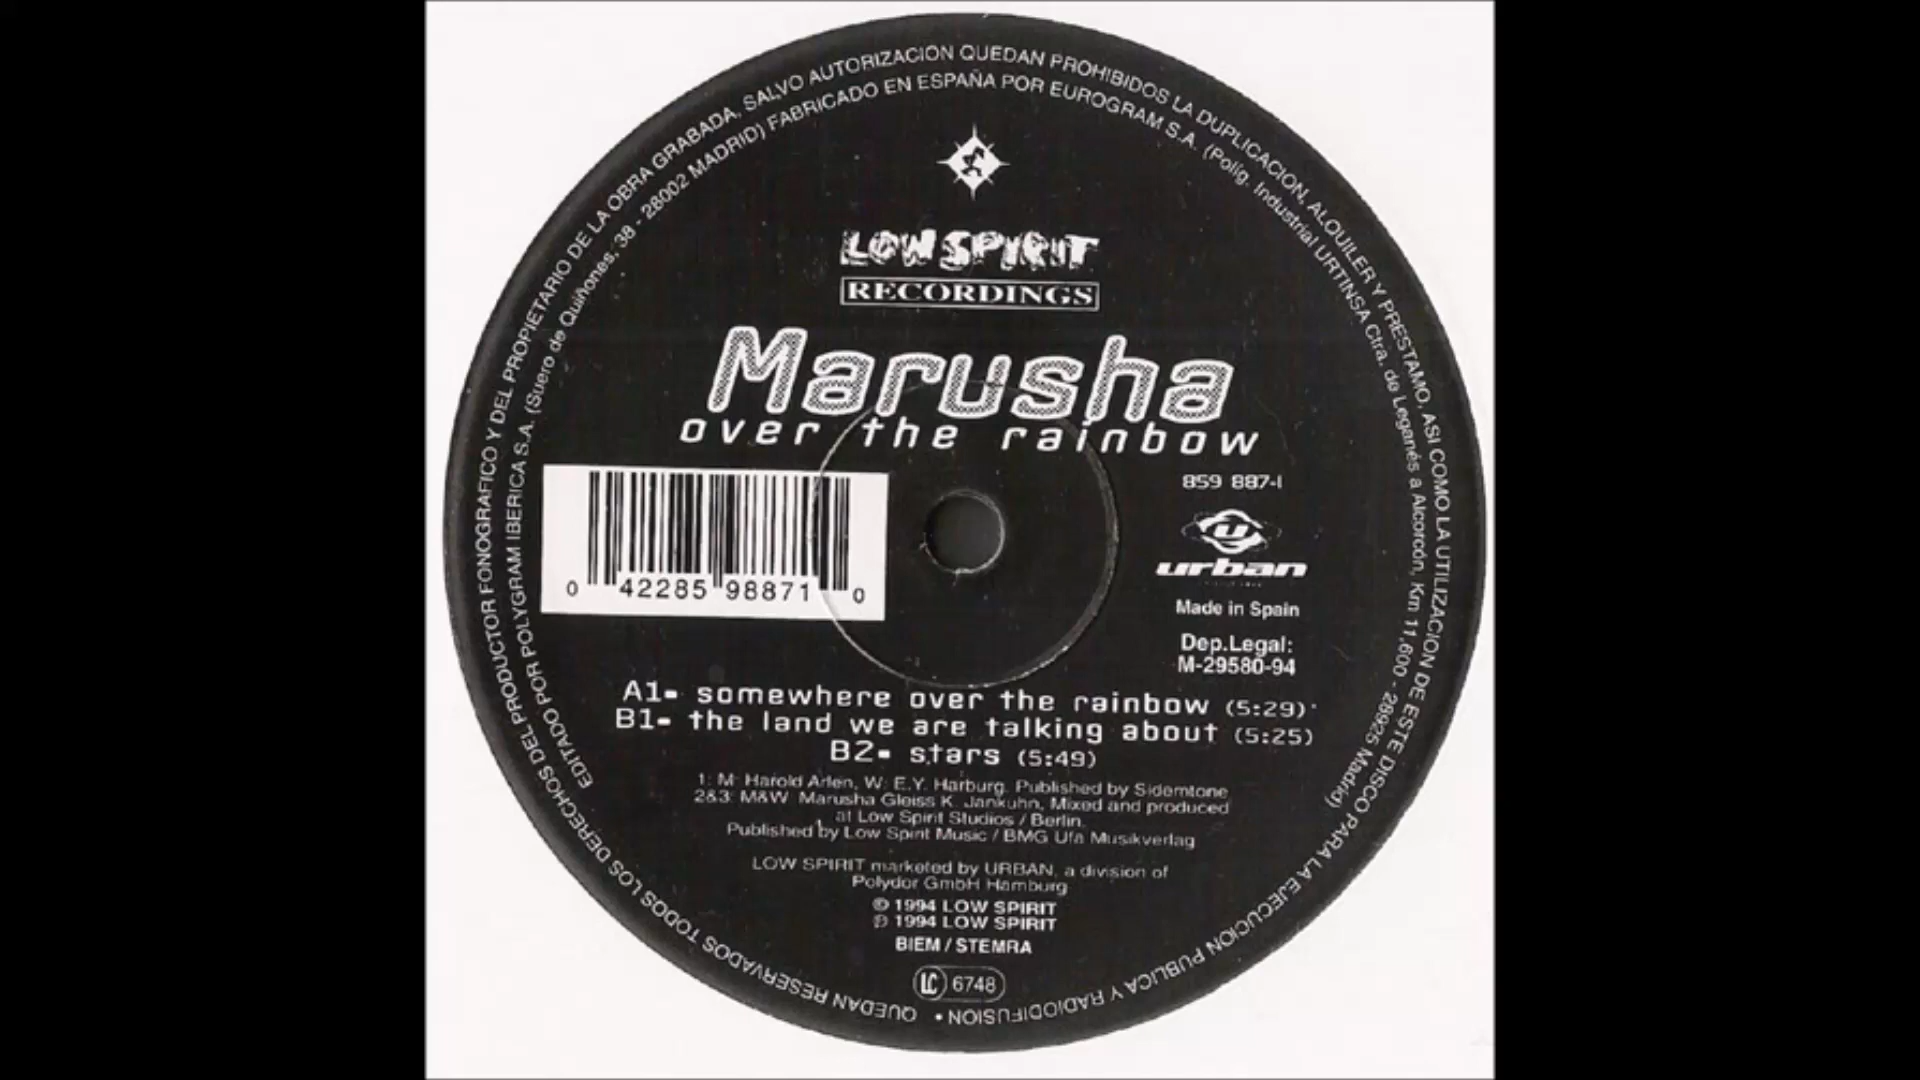 QUEDAN RESERVADOS TODOS LOS DERECHOS DEL PRODUCTOR FONOGRAFICO Y DEL PROPIETARIO DE LA OBRA GRABADA, SALVO AUTORIZACION QUEDAN PROHIBIDOS LA DUPLICACION, ALQUILER Y PRESTAMO, ASI COMO LA UTILIZACION DE ESTE DISCO PARA LA EJECUCION PUBLICA Y RADIODIFUSION •
EDITADO POR POLYGRAM IBERICA S.A. (Suero de Quiñones, 38 - 28002 MADRID) FABRICADO EN ESPAÑA POR EUROGRAM S.A. (Políg. Industrial URTINSA Ctra. de Leganés a Alcorcón, Km 11,600 - 28925 Madrid)
LOW SPIRIT
RECORDINGS
Marusha
over the rainbow
859 887-1
0 42285 98871 0
U
urban
Made in Spain
Dep.Legal:
M-29580-94
A1- somewhere over the rainbow (5:29)
B1- the land we are talking about (5:25)
B2- stars (5:49)
1: M: Harold Arlen, W: E.Y. Harburg. Published by Sidemtone
2&3: M&W: Marusha Gleiss K. Jankuhn, Mixed and produced
at Low Spirit Studios / Berlin.
Published by Low Spirit Music / BMG Ufa Musikverlag
LOW SPIRIT marketed by URBAN, a division of
Polydor GmbH Hamburg
© 1994 LOW SPIRIT
℗ 1994 LOW SPIRIT
BIEM / STEMRA
LC 6748